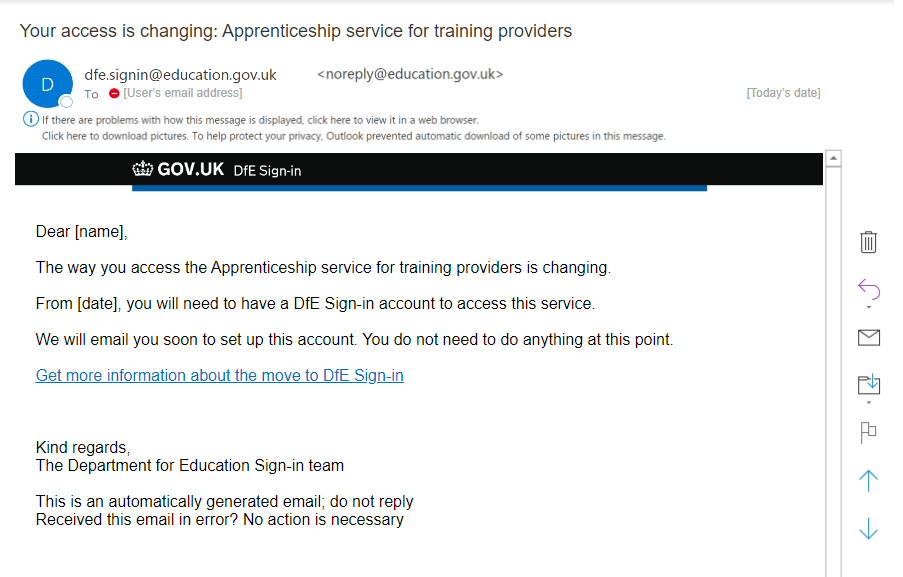 Your access is changing: Apprenticeship service for training providers
D
dfe.signin@education.gov.uk <noreply@education.gov.uk>
To [User's email address] [Today's date]
If there are problems with how this message is displayed, click here to view it in a web browser.
Click here to download pictures. To help protect your privacy, Outlook prevented automatic download of some pictures in this message.
GOV.UK DfE Sign-in
Dear [name],
The way you access the Apprenticeship service for training providers is changing.
From [date], you will need to have a DfE Sign-in account to access this service.
We will email you soon to set up this account. You do not need to do anything at this point.
Get more information about the move to DfE Sign-in
Kind regards,
The Department for Education Sign-in team
This is an automatically generated email; do not reply
Received this email in error? No action is necessary